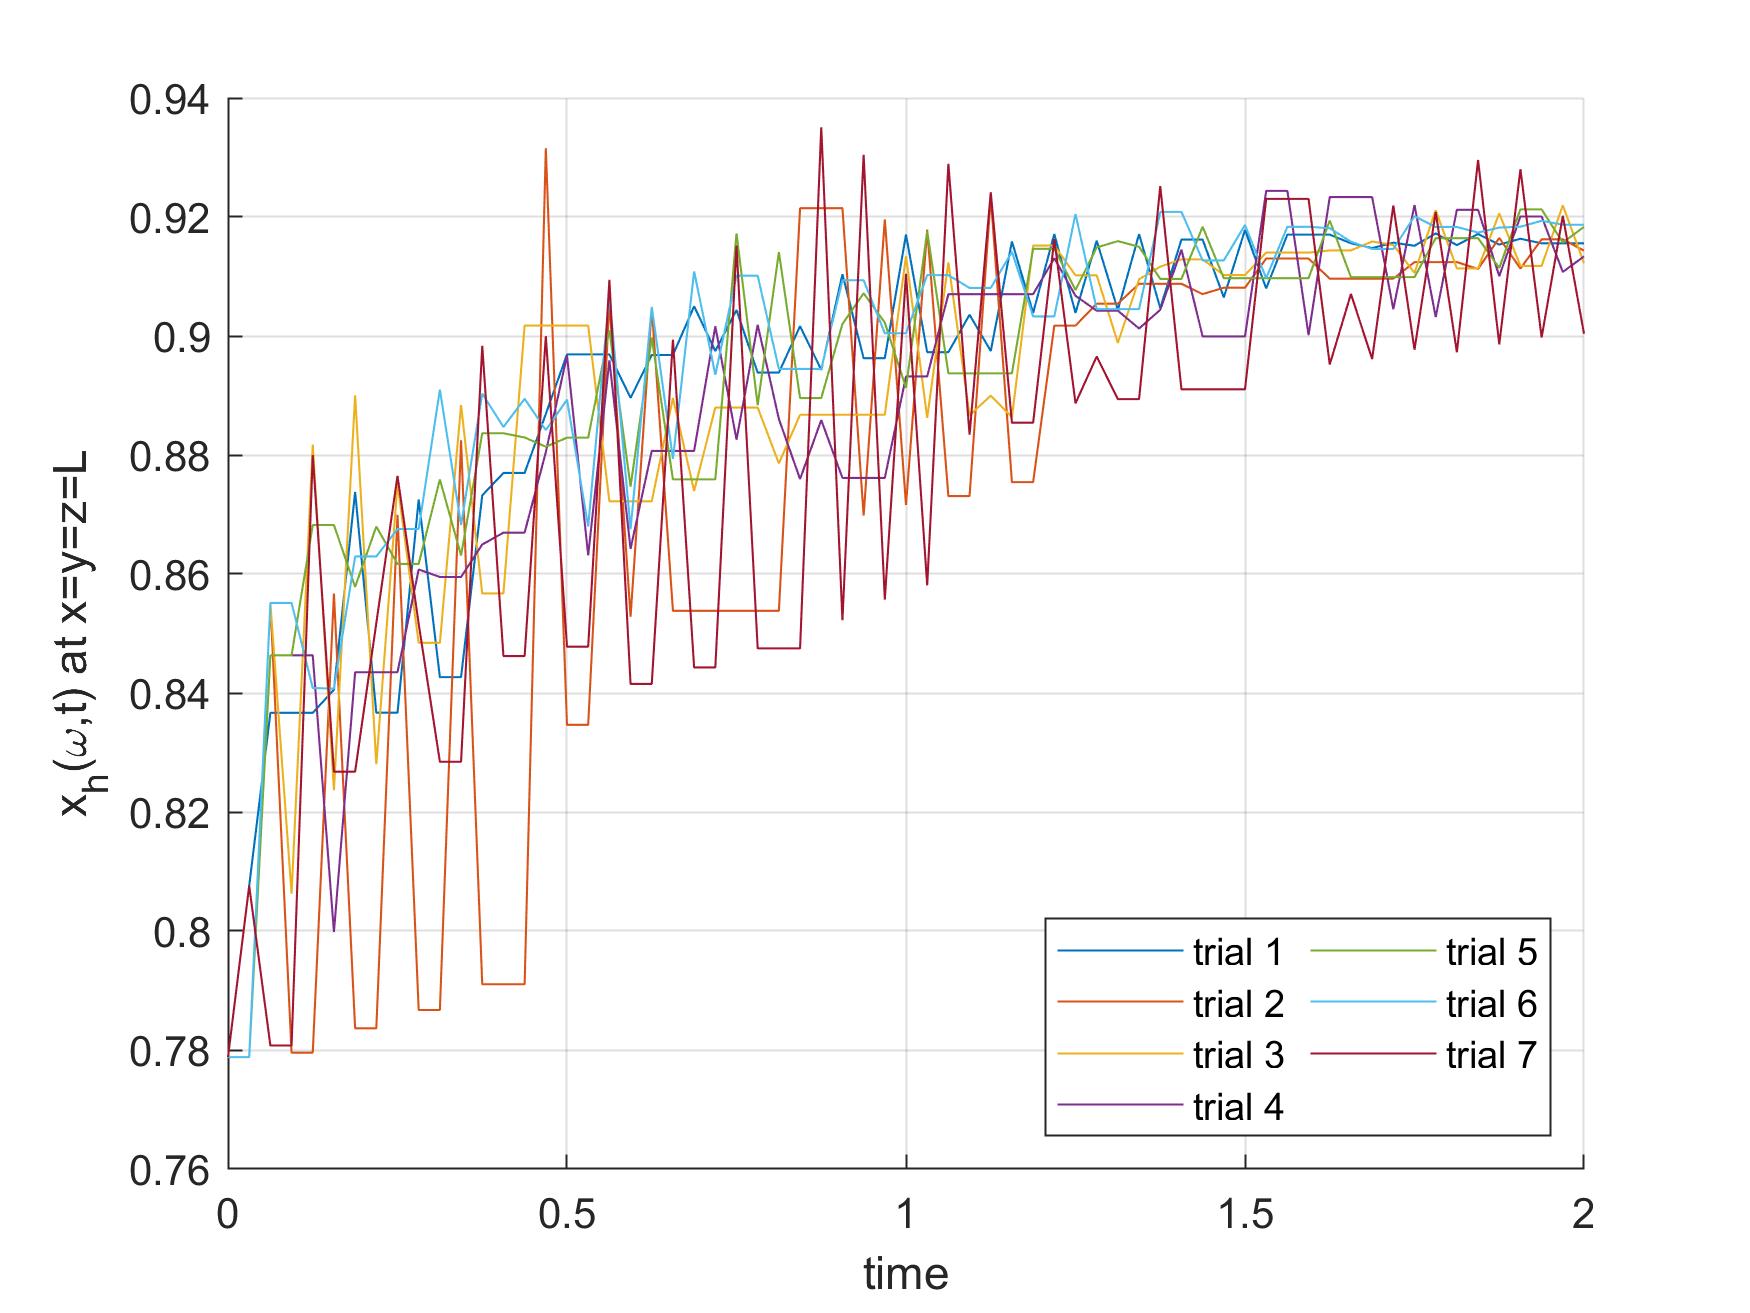 0.94
0.92
0.9
0.88
0.86
0.84
0.82
0.8
0.78
0.76
0 0.5 1 1.5 2
time
x_h(ω,t) at x=y=z=L
trial 1 trial 5
trial 2 trial 6
trial 3 trial 7
trial 4